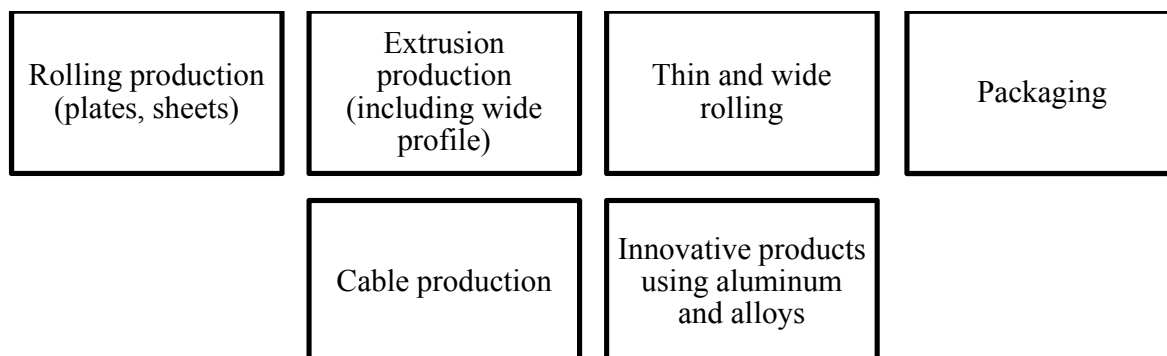 Rolling production
(plates, sheets)
Extrusion
production
(including wide
profile)
Thin and wide
rolling
Packaging
Cable production
Innovative products
using aluminum
and alloys